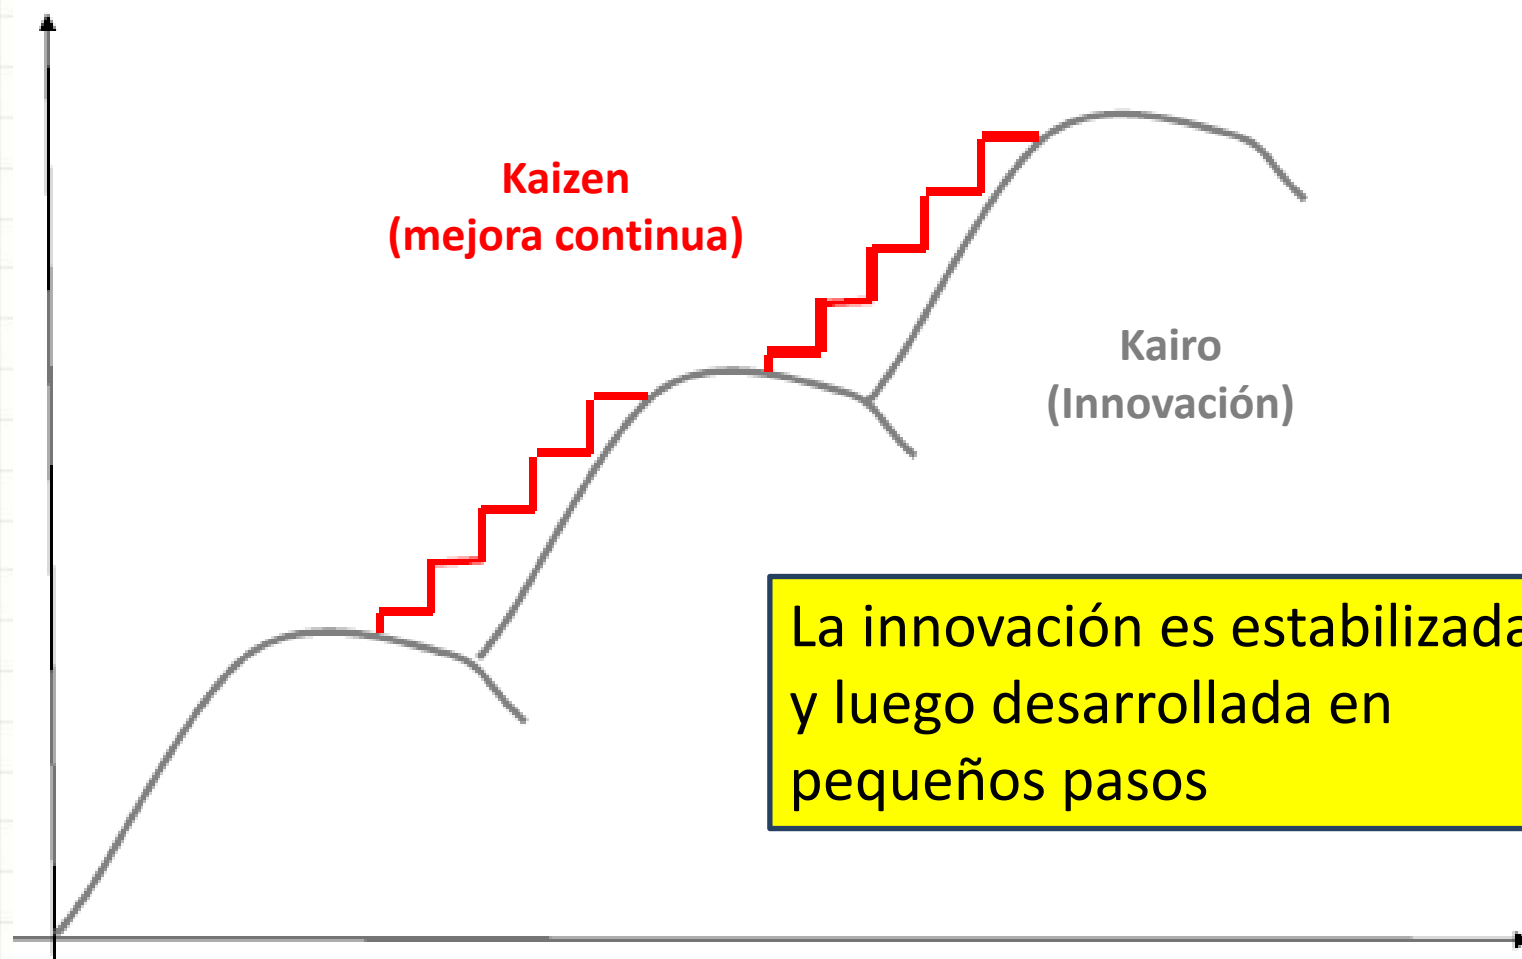 Kaizen
(mejora continua)
Kairo
(Innovación)
La innovación es estabilizada
y luego desarrollada en
pequeños pasos